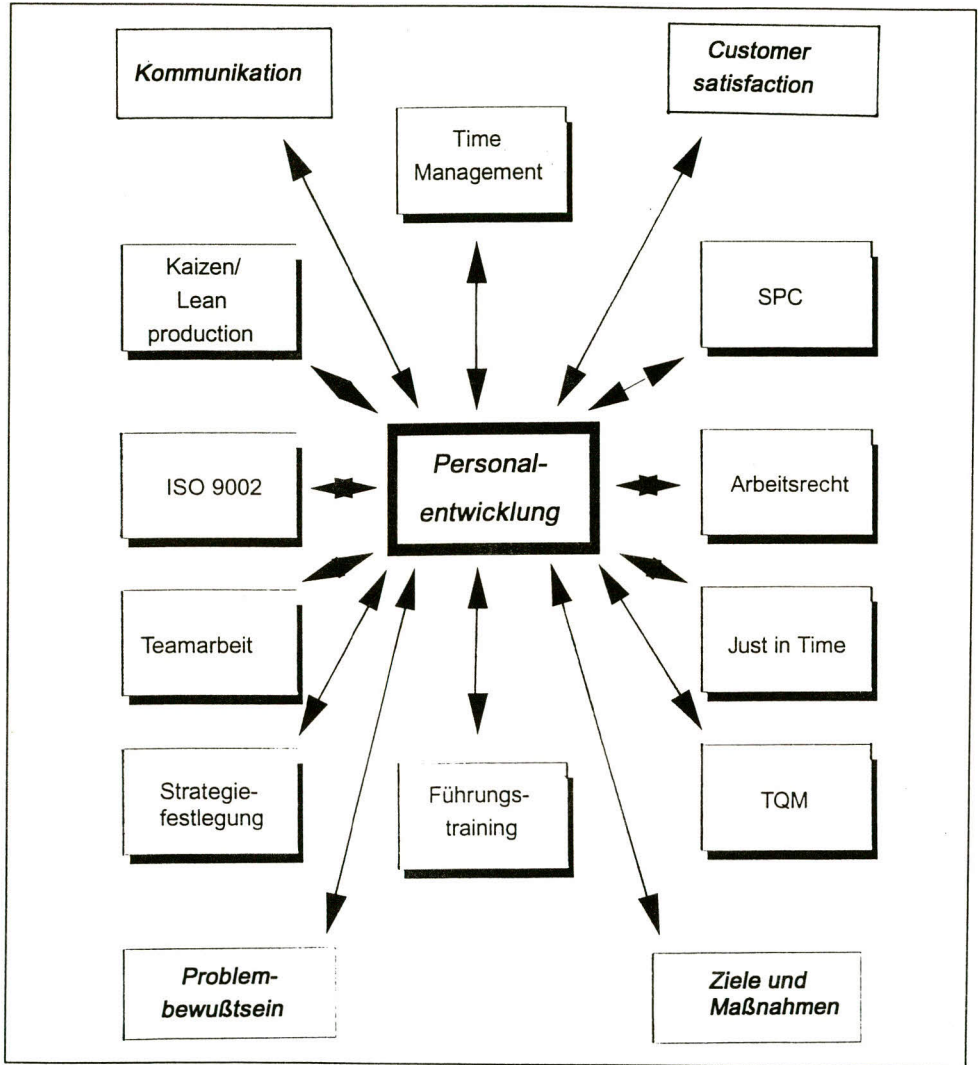 Kommunikation
Customer
satisfaction
Time
Management
Kaizen/
Lean
production
SPC
ISO 9002
Personal-
entwicklung
Arbeitsrecht
Teamarbeit
Just in Time
Strategie-
festlegung
Führungs-
training
TQM
Problem-
bewußtsein
Ziele und
Maßnahmen